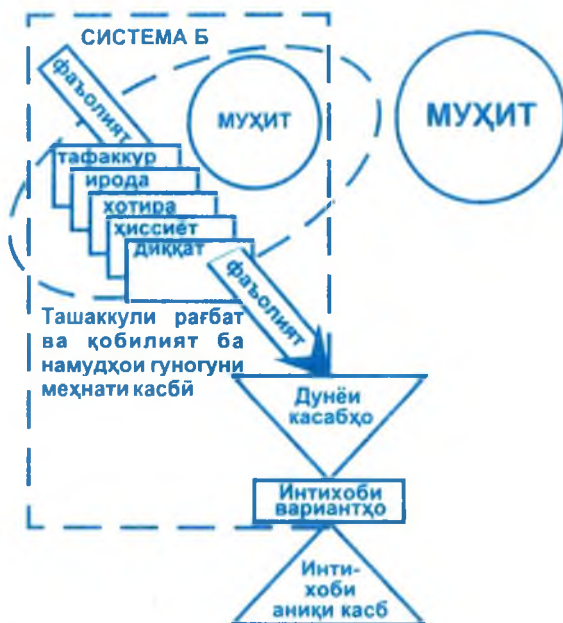 СИСТЕМА Б
фаъолият
МУҲИТ
МУҲИТ
тафаккур
ирода
хотира
ҳиссиёт
диққат
фаъолият
Ташаккули рағбат
ва қобилият ба
намудҳои гуногуни
меҳнати касбӣ
Дунёи
касабҳо
Интихоби
вариантҳо
Инти-
хоби
аниқи касб